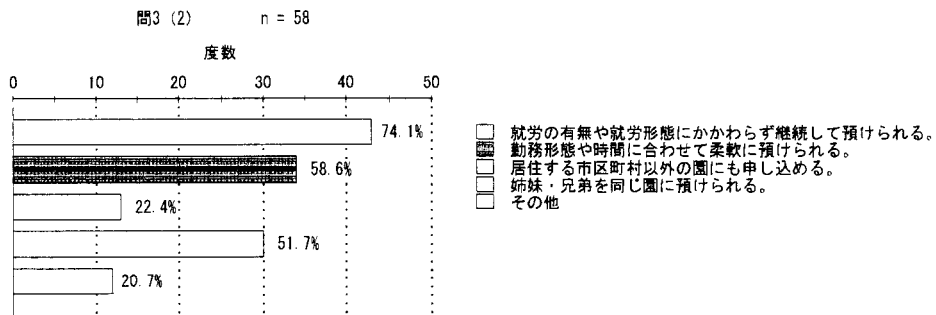 問3 (2) n = 58
度数
0 10 20 30 40 50
74.1%
58.6%
22.4%
51.7%
20.7%
就労の有無や就労形態にかかわらず継続して預けられる。
勤務形態や時間に合わせて柔軟に預けられる。
居住する市区町村以外の園にも申し込める。
姉妹・兄弟を同じ園に預けられる。
その他